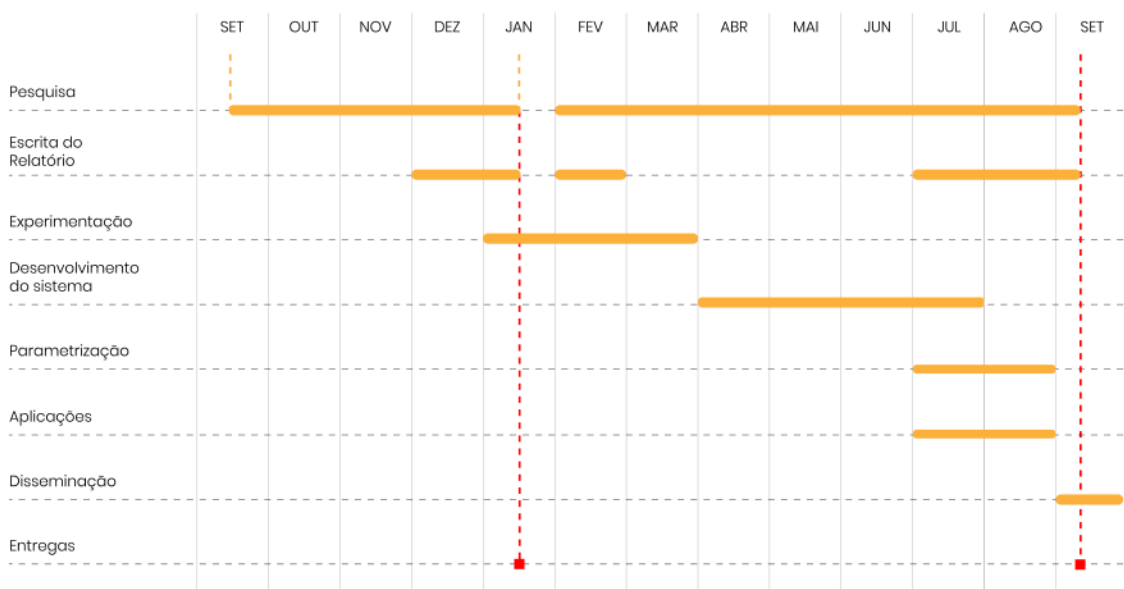 SET OUT NOV DEZ JAN FEV MAR ABR MAI JUN JUL AGO SET
Pesquisa
Escrita do
Relatório
Experimentação
Desenvolvimento
do sistema
Parametrização
Aplicações
Disseminação
Entregas